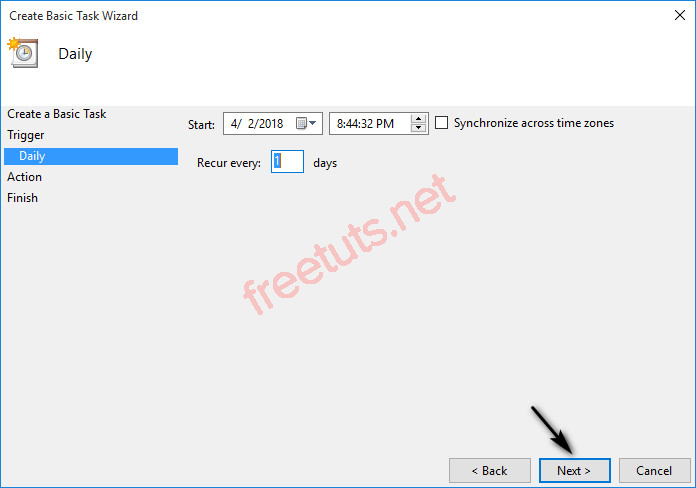 Create Basic Task Wizard
Daily
Create a Basic Task
Trigger
Daily
Action
Finish
Start: 4/ 2/2018 8:44:32 PM Synchronize across time zones
Recur every: 1 days
freetuts.net
< Back Next > Cancel